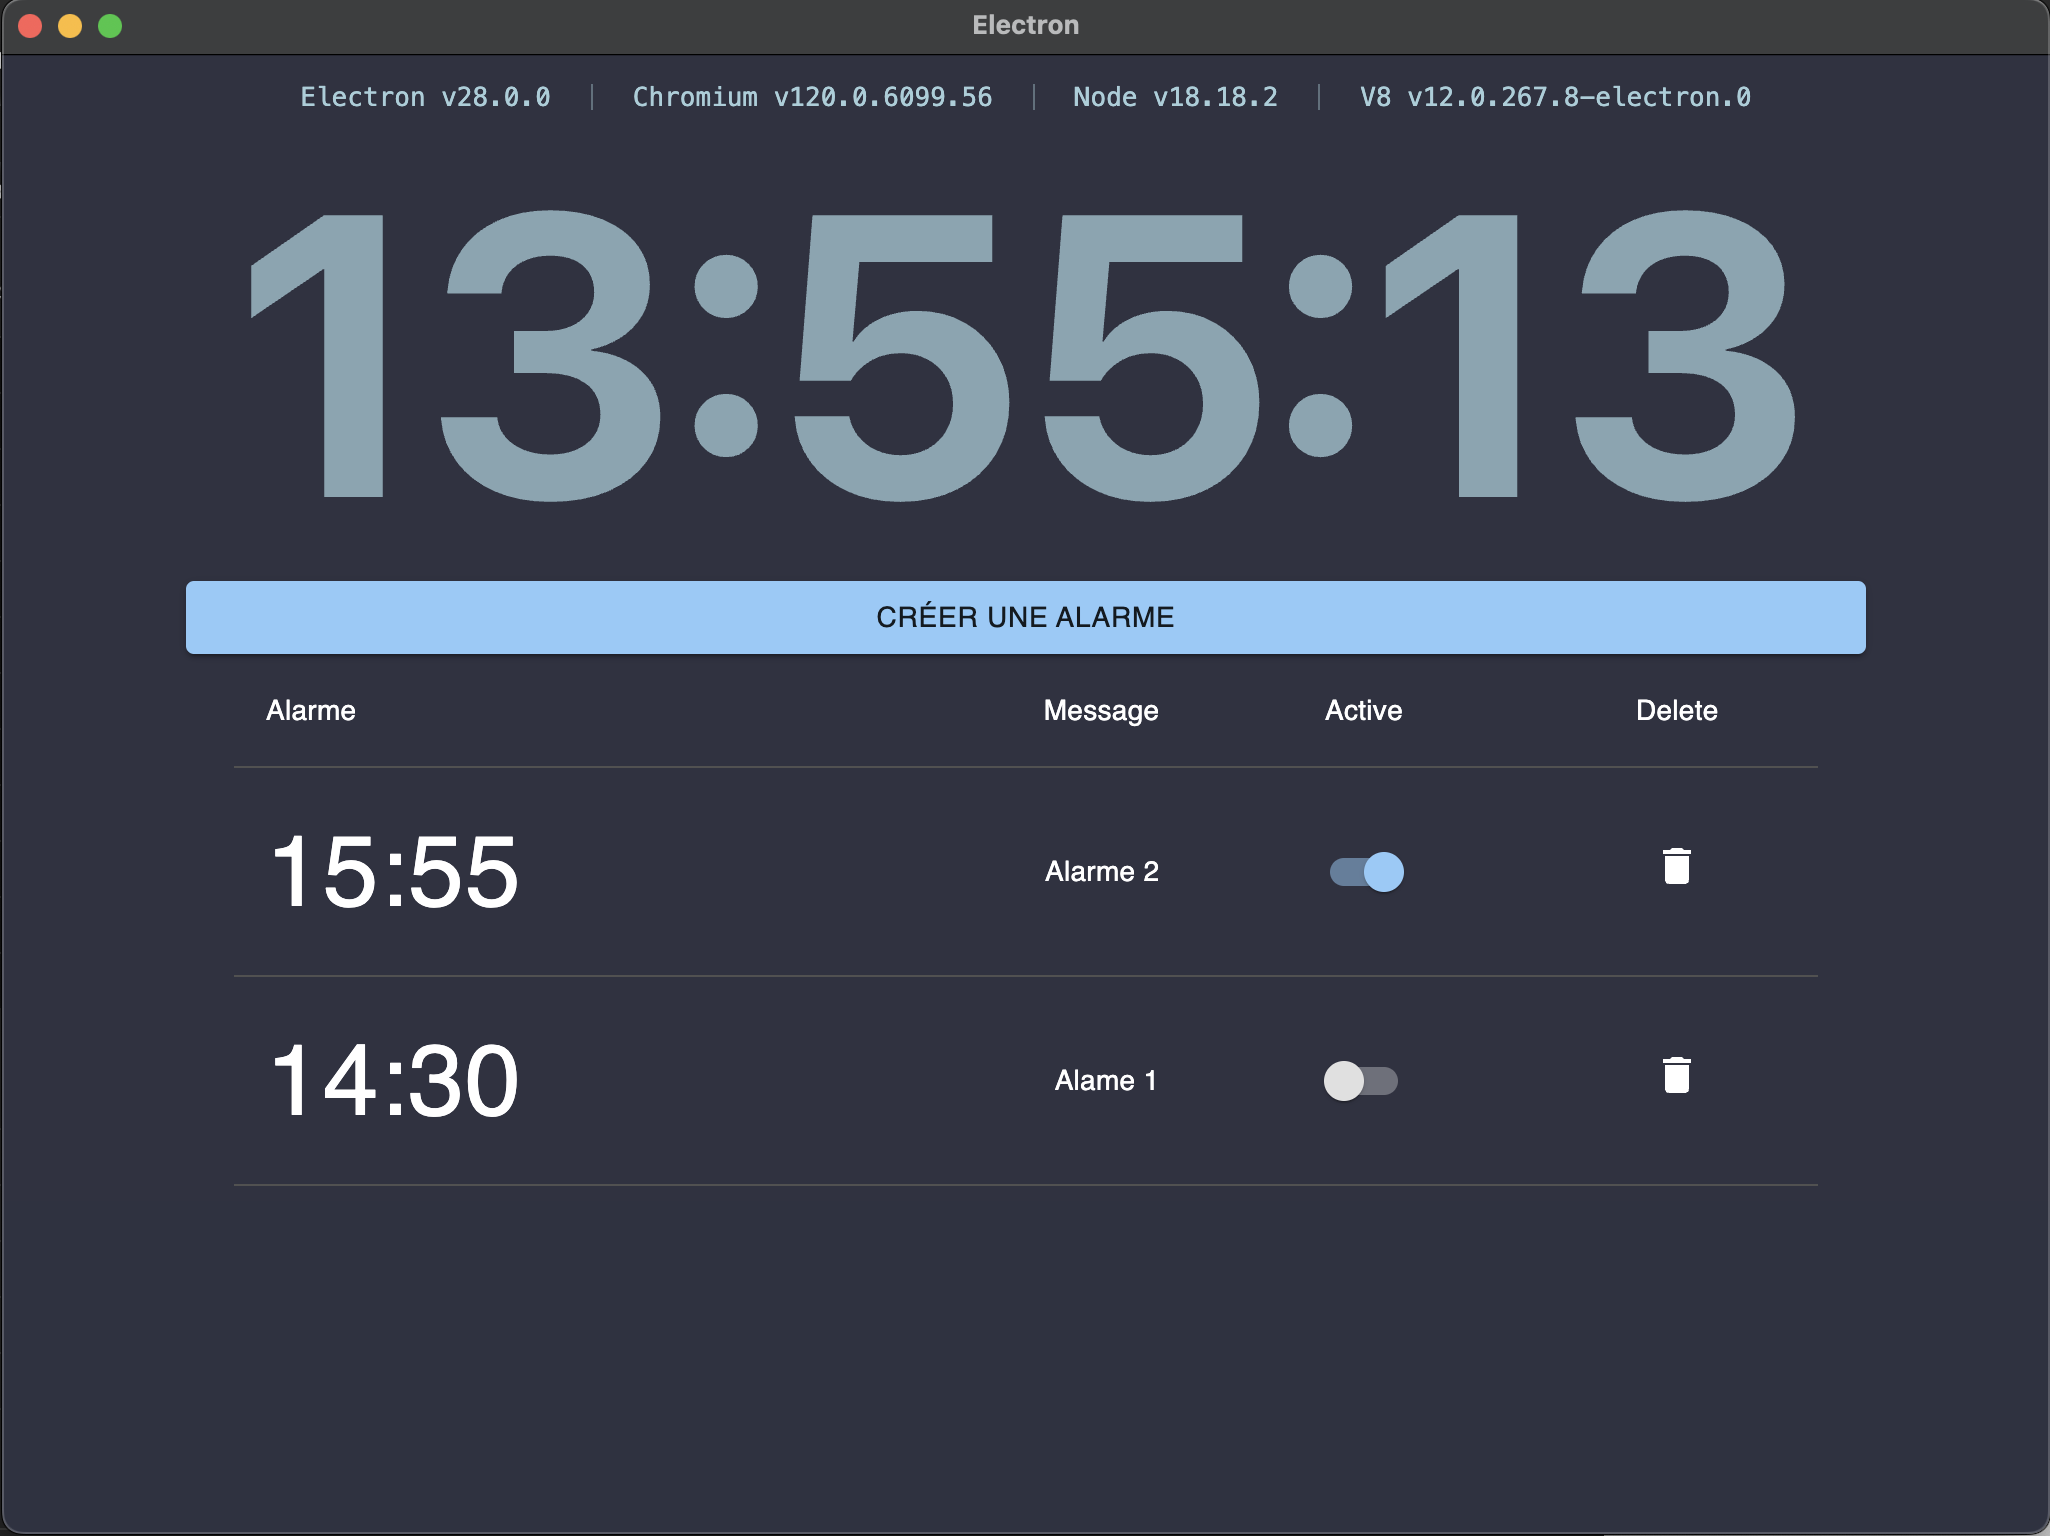 Electron
Electron v28.0.0 Chromium v120.0.6099.56 Node v18.18.2 V8 v12.0.267.8-electron.0
13:55:13
CRÉER UNE ALARME
Alarme Message Active Delete
15:55 Alarme 2
14:30 Alame 1